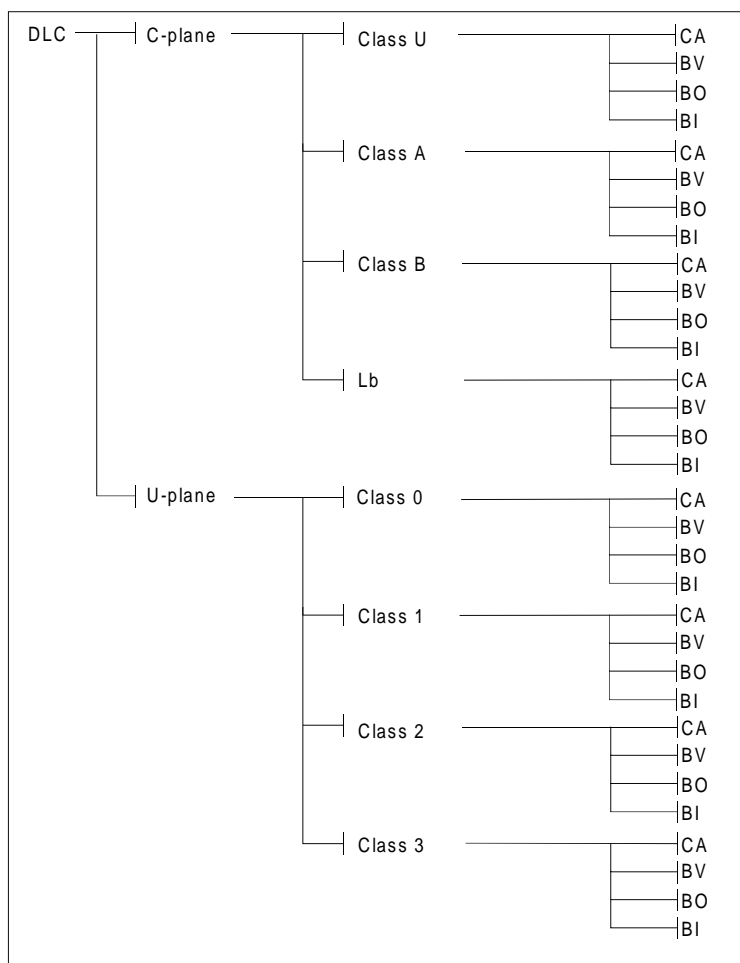 DLC C-plane Class U CA
BV
BO
BI
Class A CA
BV
BO
BI
Class B CA
BV
BO
BI
Lb CA
BV
BO
BI
U-plane Class 0 CA
BV
BO
BI
Class 1 CA
BV
BO
BI
Class 2 CA
BV
BO
BI
Class 3 CA
BV
BO
BI